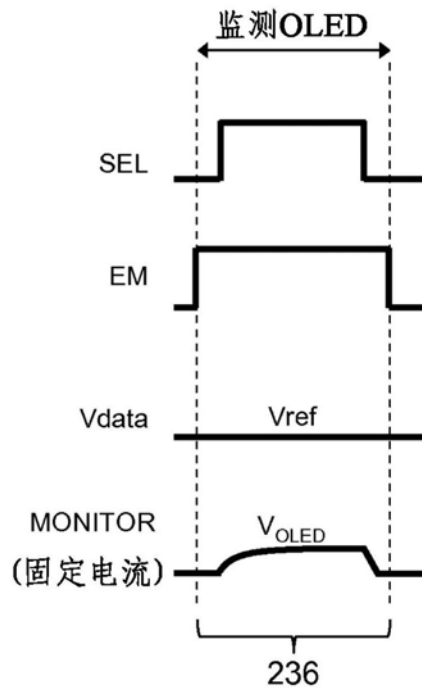 监测OLED
SEL
EM
Vdata
Vref
MONITOR
VOLED
(固定电流)
236